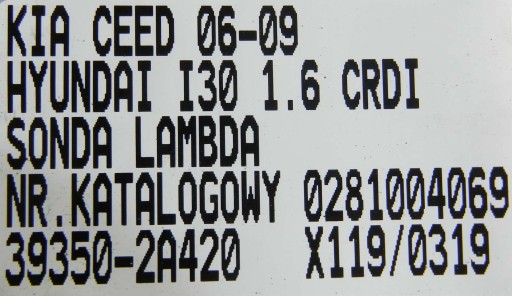 KIA CEED 06-09
HYUNDAI I30 1.6 CRDI
SONDA LAMBDA
NR.KATALOGOWY 0281004069
39350-2A420 X119/0319